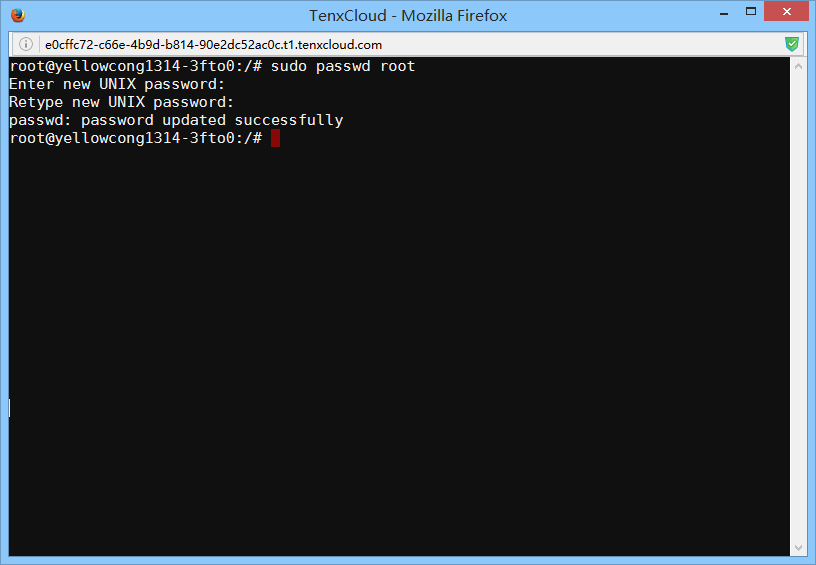 TenxCloud - Mozilla Firefox
e0cffc72-c66e-4b9d-b814-90e2dc52ac0c.t1.tenxcloud.com
root@yellowcong1314-3fto0:/# sudo passwd root
Enter new UNIX password:
Retype new UNIX password:
passwd: password updated successfully
root@yellowcong1314-3fto0:/#